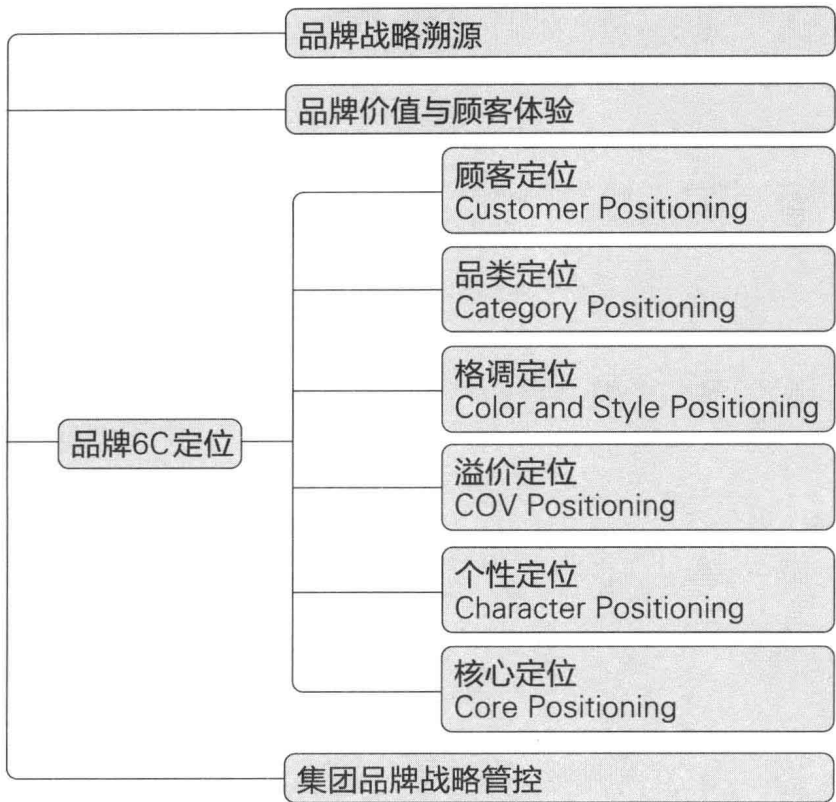 品牌战略溯源
品牌价值与顾客体验
品牌6C定位
顾客定位
Customer Positioning
品类定位
Category Positioning
格调定位
Color and Style Positioning
溢价定位
COV Positioning
个性定位
Character Positioning
核心定位
Core Positioning
集团品牌战略管控